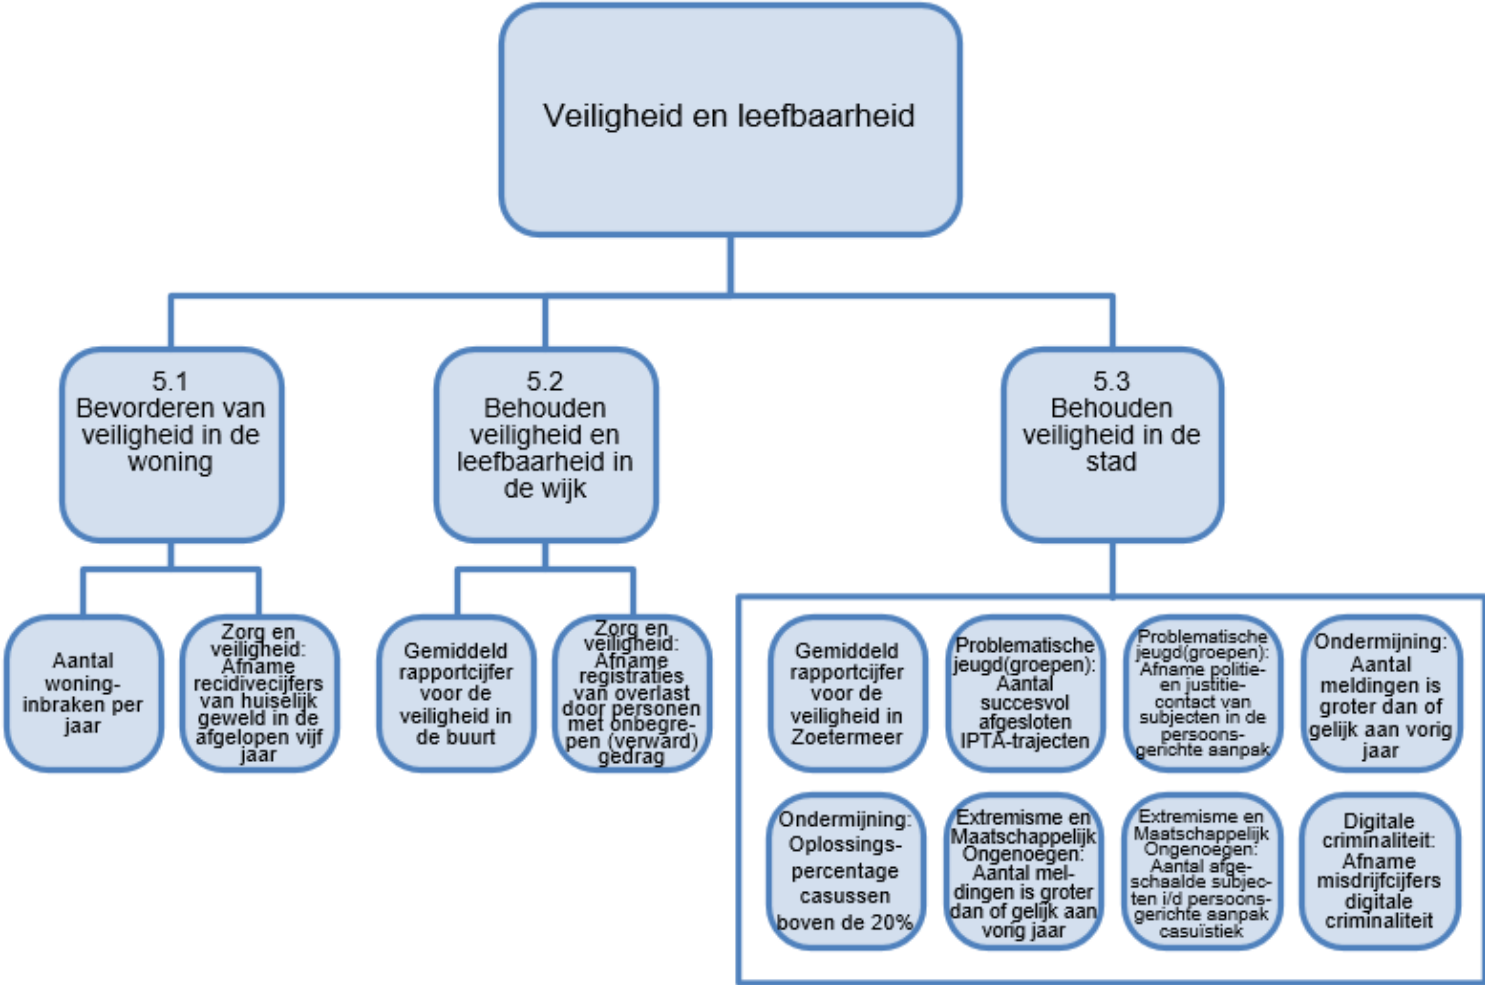 Veiligheid en leefbaarheid
5.1
Bevorderen van
veiligheid in de
woning
5.2
Behouden
veiligheid en
leefbaarheid in
de wijk
5.3
Behouden
veiligheid in de
stad
Aantal
woning-
inbraken per
jaar
Zorg en
veiligheid:
Afname
recidivecijfers
van huiselijk
geweld in de
afgelopen vijf
jaar
Gemiddeld
rapportcijfer
voor de
veiligheid in
de buurt
Zorg en
veiligheid:
Afname
registraties
van overlast
door personen
met onbegre-
pen (verward)
gedrag
Gemiddeld
rapportcijfer
voor de
veiligheid in
Zoetermeer
Problematische
jeugd(groepen):
Aantal
succesvol
afgesloten
IPTA-trajecten
Problematische
jeugd(groepen):
Afname politie-
en justitie-
contact van
subjecten in de
persoons-
gerichte aanpak
Ondermijning:
Aantal
meldingen is
groter dan of
gelijk aan vorig
jaar
Ondermijning:
Oplossings-
percentage
casussen
boven de 20%
Extremisme en
Maatschappelijk
Ongenoegen:
Aantal mel-
dingen is groter
dan of gelijk aan
vorig jaar
Extremisme en
Maatschappelijk
Ongenoegen:
Aantal afge-
schaalde subjec-
ten i/d persoons-
gerichte aanpak
casuïstiek
Digitale
criminaliteit:
Afname
misdrijfcijfers
digitale
criminaliteit